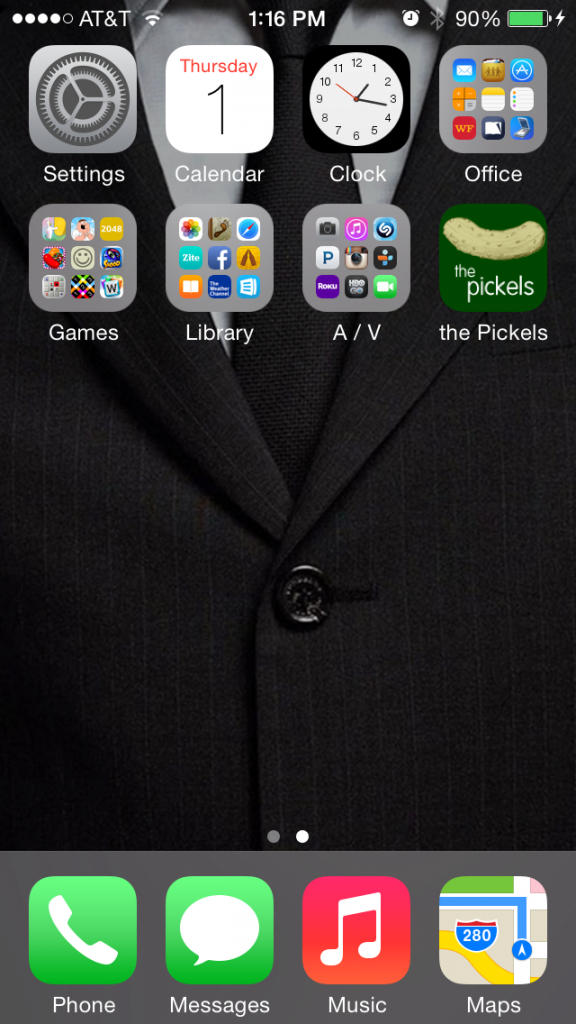 AT&T 1:16 PM 90%
Thursday
1
12
11 1
10 2
9 3
8 4
7 5
6
Settings Calendar Clock Office
WF
2048
Zite
The Weather Channel
P
ROKU
HBO GO
W
the
pickels
Games Library A / V the Pickels
280
Phone Messages Music Maps